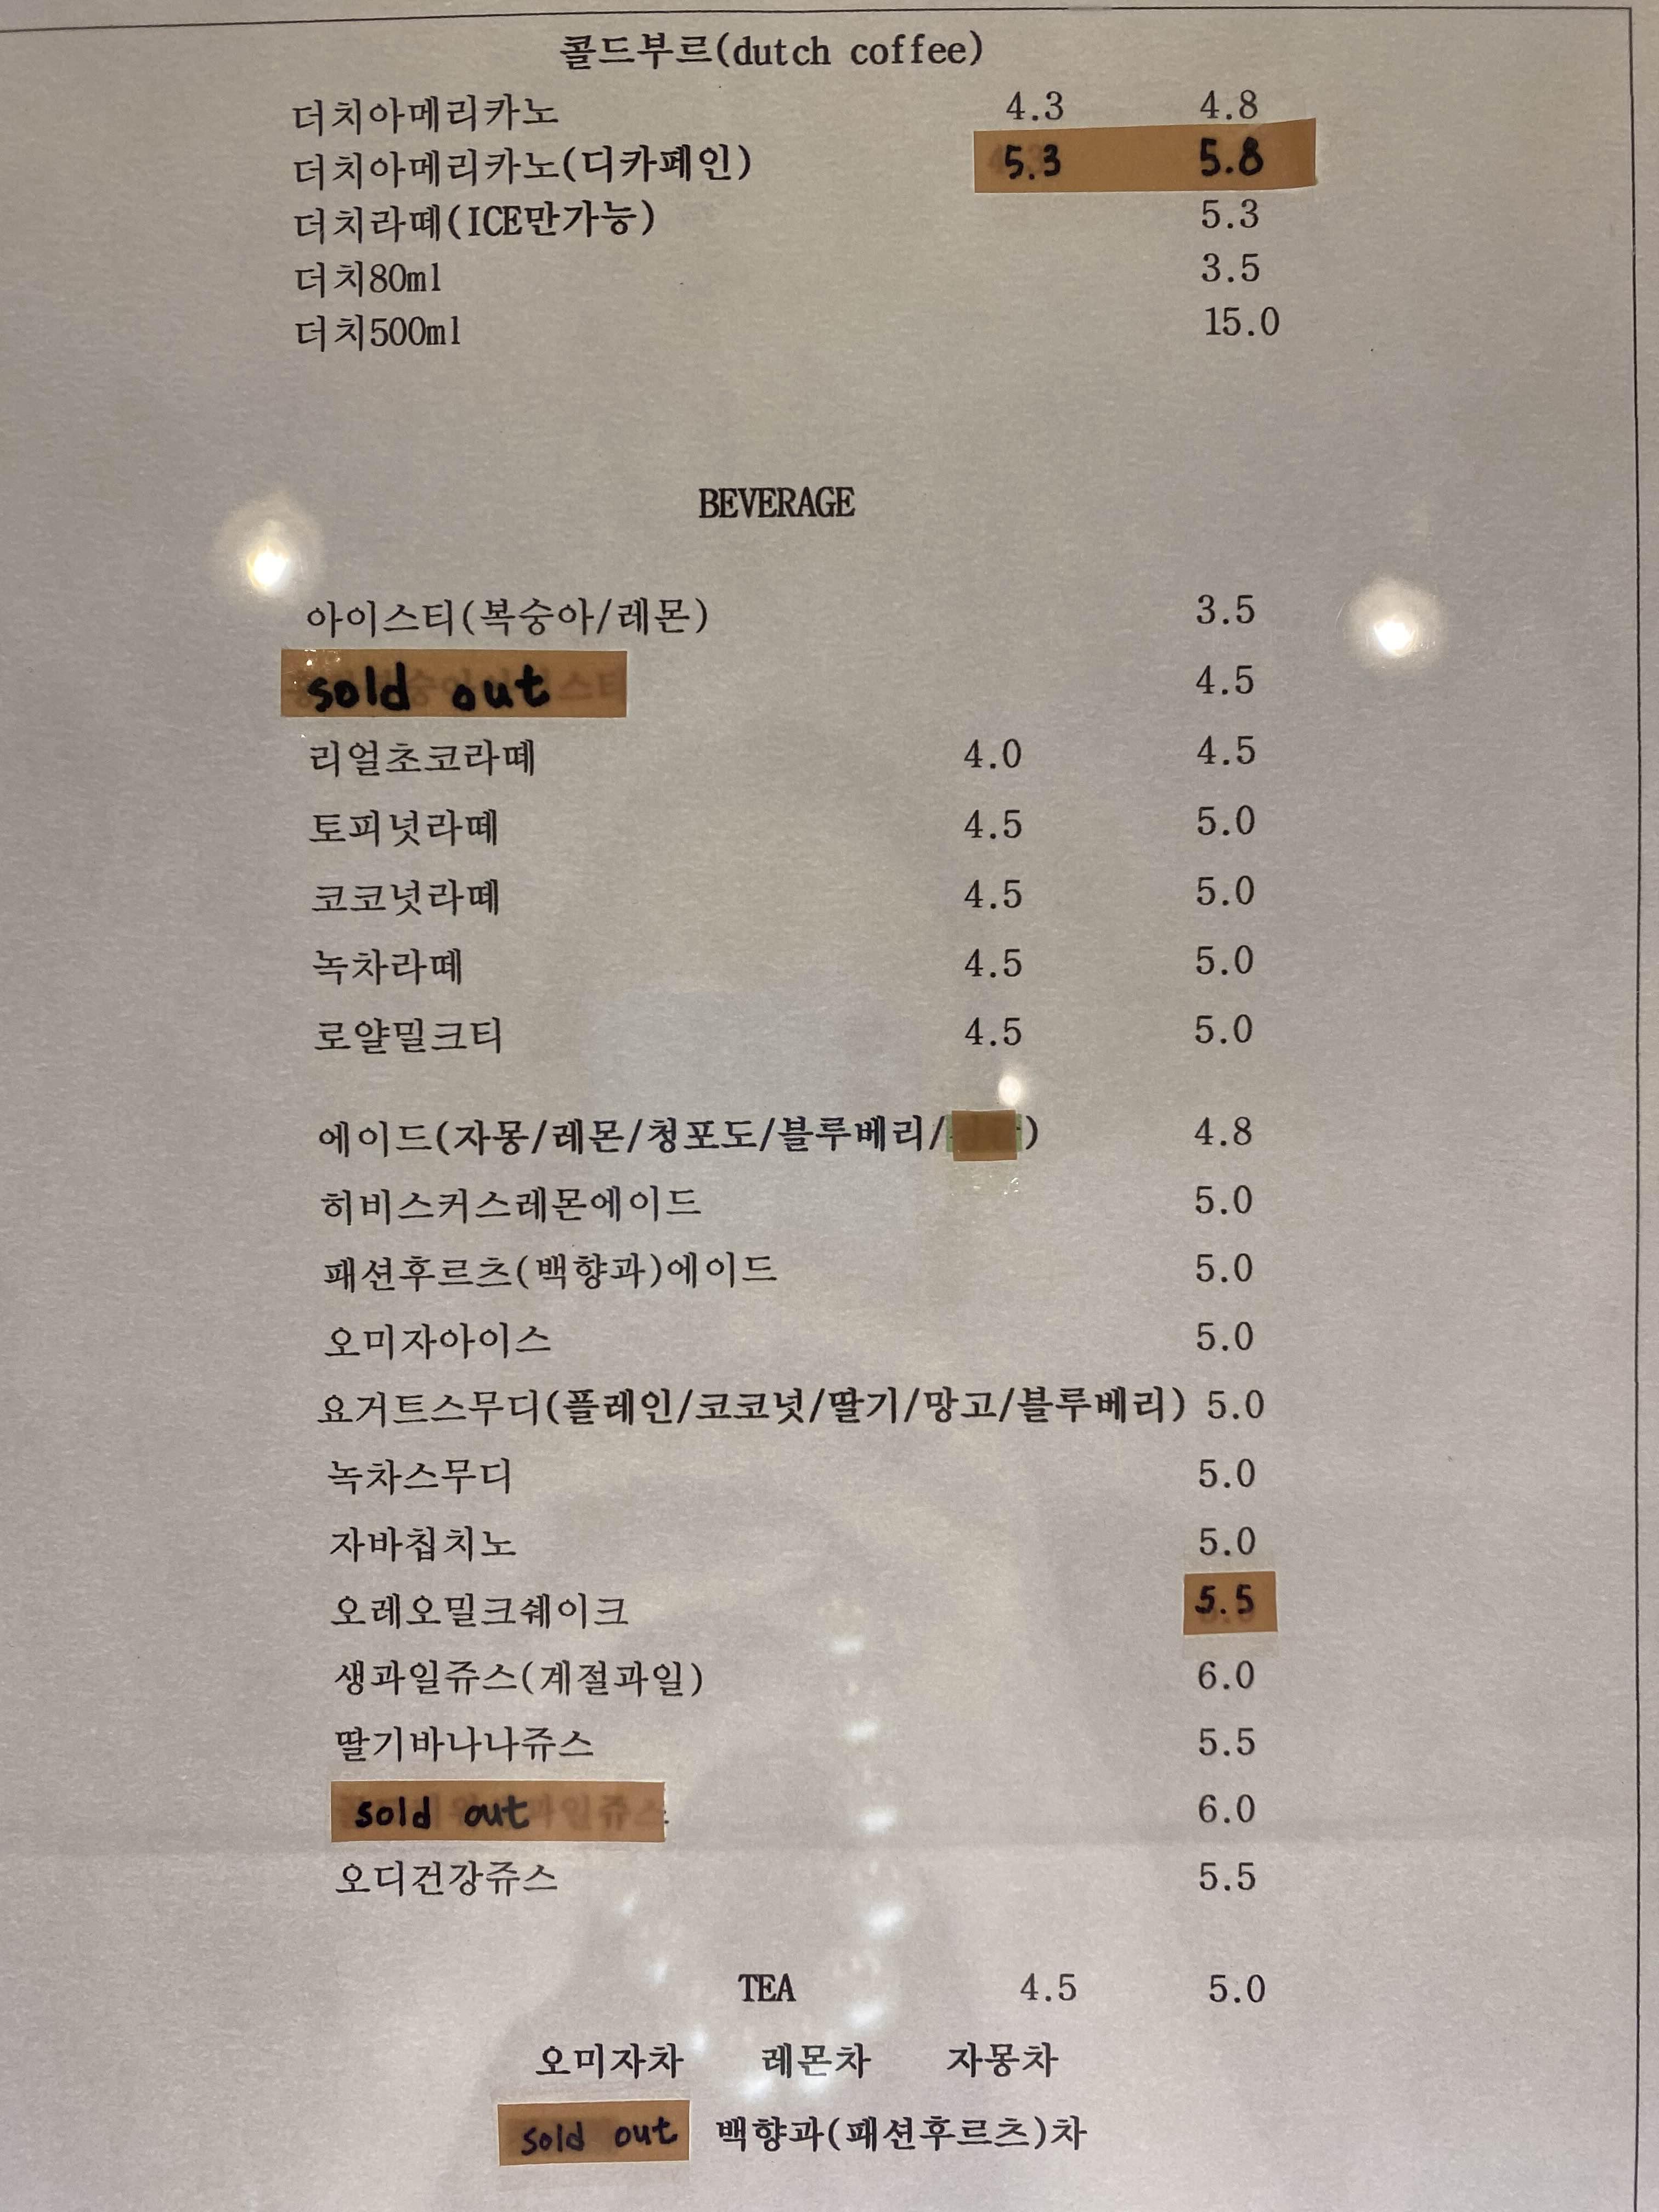 콜드부르(dutch coffee)
더치아메리카노 4.3 4.8
더치아메리카노(디카페인) 5.3 5.8
더치라떼(ICE만가능) 5.3
더치80ml 3.5
더치500ml 15.0
BEVERAGE
아이스티(복숭아/레몬) 3.5
sold out 4.5
리얼초코라떼 4.0 4.5
토피넛라떼 4.5 5.0
코코넛라떼 4.5 5.0
녹차라떼 4.5 5.0
로얄밀크티 4.5 5.0
에이드(자몽/레몬/청포도/블루베리/ ) 4.8
히비스커스레몬에이드 5.0
패션후르츠(백향과)에이드 5.0
오미자아이스 5.0
요거트스무디(플레인/코코넛/딸기/망고/블루베리) 5.0
녹차스무디 5.0
자바칩치노 5.0
오레오밀크쉐이크 5.5
생과일쥬스(계절과일) 6.0
딸기바나나쥬스 5.5
sold out 6.0
오디건강쥬스 5.5
TEA 4.5 5.0
오미자차 레몬차 자몽차
sold out 백향과(패션후르츠)차